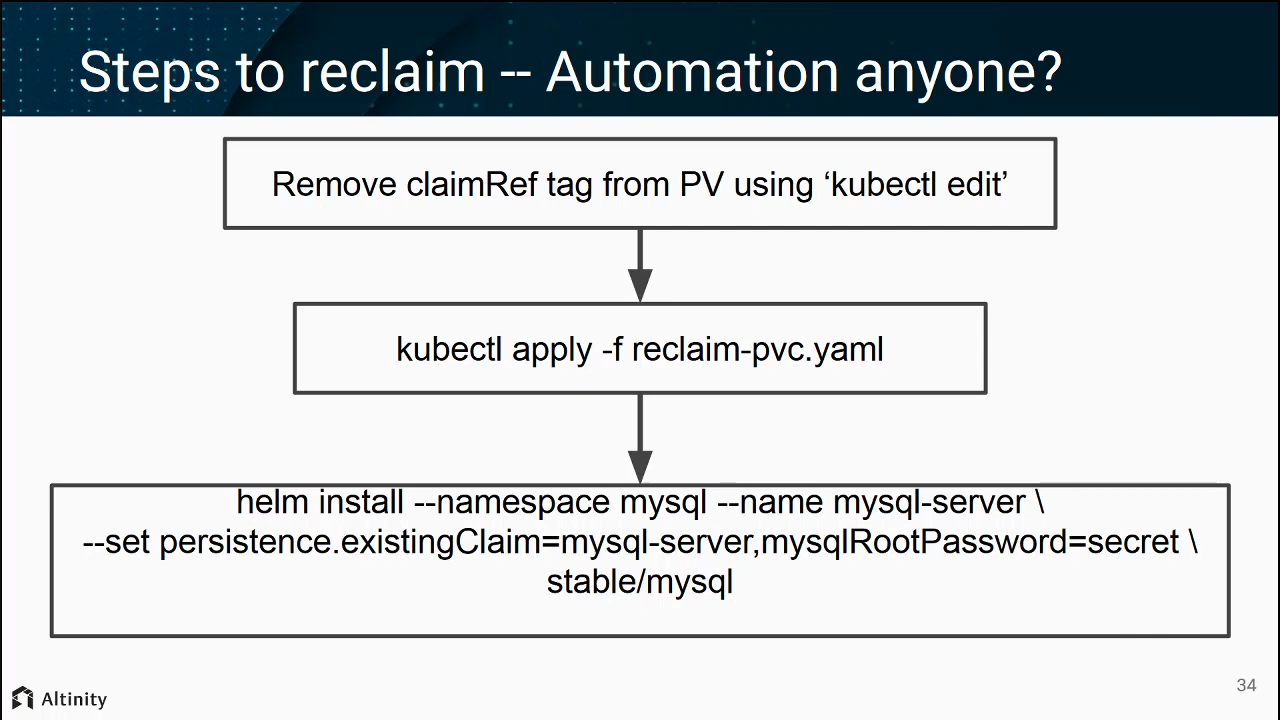 Steps to reclaim -- Automation anyone?
Remove claimRef tag from PV using ‘kubectl edit’
kubectl apply -f reclaim-pvc.yaml
helm install --namespace mysql --name mysql-server \
--set persistence.existingClaim=mysql-server,mysqlRootPassword=secret \
stable/mysql
Altinity
34